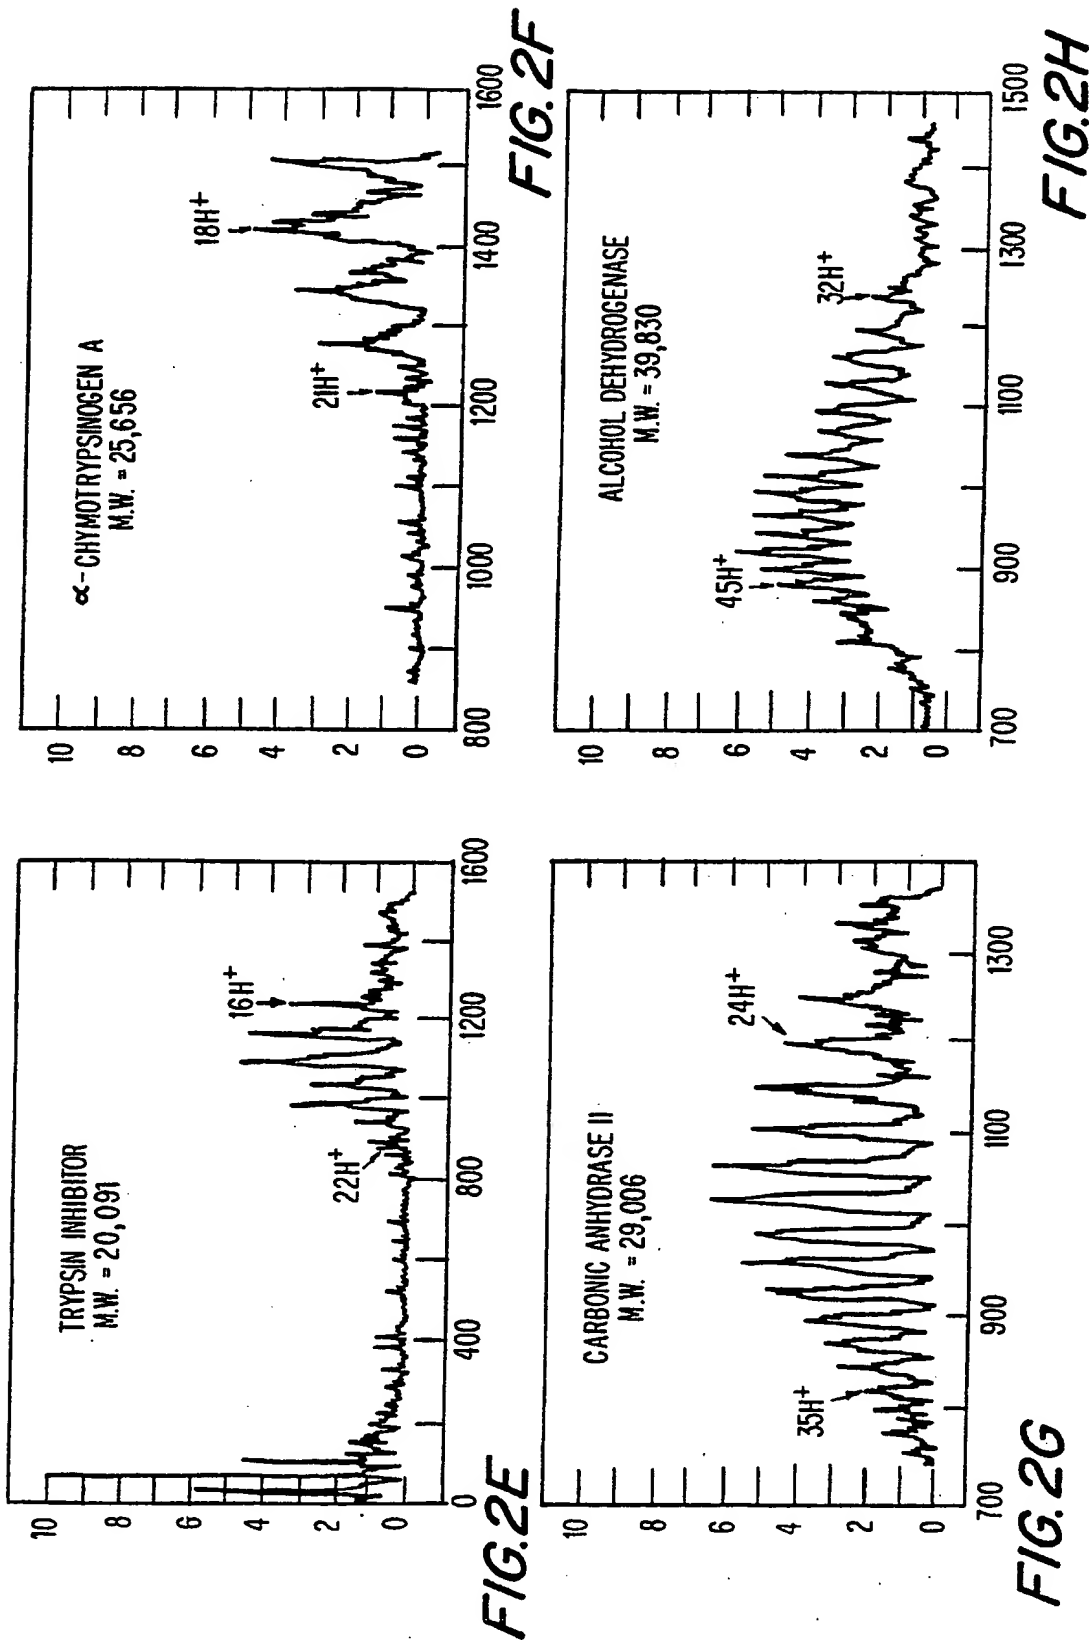 TRYPSIN INHIBITOR
M.W. = 20,091
22H+
16H+
10
8
6
4
2
0
0
400
800
1200
1600
FIG.2E
α-CHYMOTRYPSINOGEN A
M.W. = 25,656
21H+
18H+
10
8
6
4
2
0
800
1000
1200
1400
1600
FIG.2F
CARBONIC ANHYDRASE II
M.W. = 29,006
35H+
24H+
10
8
6
4
2
0
700
900
1100
1300
FIG.2G
ALCOHOL DEHYDROGENASE
M.W. = 39,830
45H+
32H+
10
8
6
4
2
0
700
900
1100
1300
1500
FIG.2H